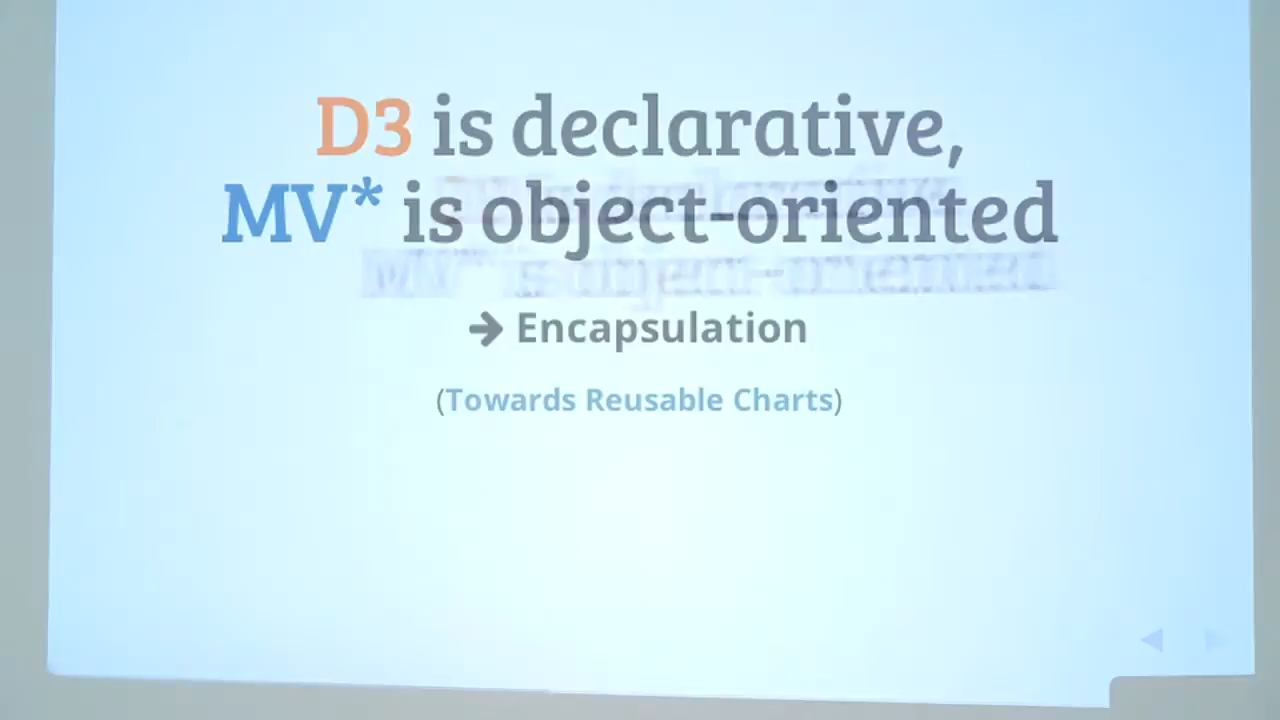 D3 is declarative,
MV* is object-oriented
→ Encapsulation
(Towards Reusable Charts)